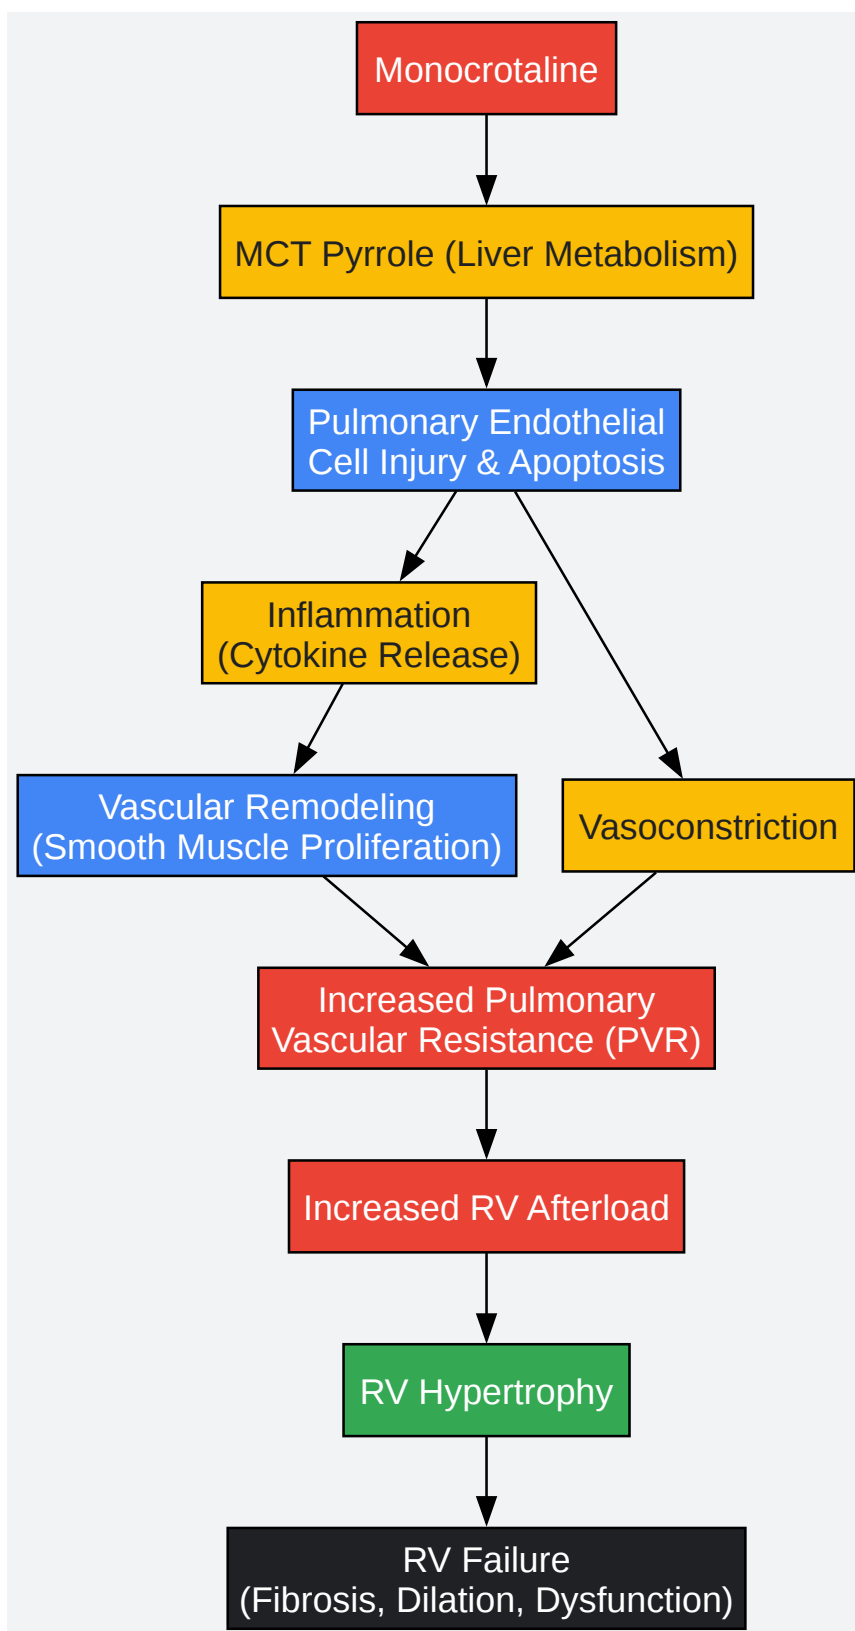 Monocrotaline
MCT Pyrrole (Liver Metabolism)
Pulmonary Endothelial
Cell Injury & Apoptosis
Inflammation
(Cytokine Release)
Vascular Remodeling
(Smooth Muscle Proliferation)
Vasoconstriction
Increased Pulmonary
Vascular Resistance (PVR)
Increased RV Afterload
RV Hypertrophy
RV Failure
(Fibrosis, Dilation, Dysfunction)